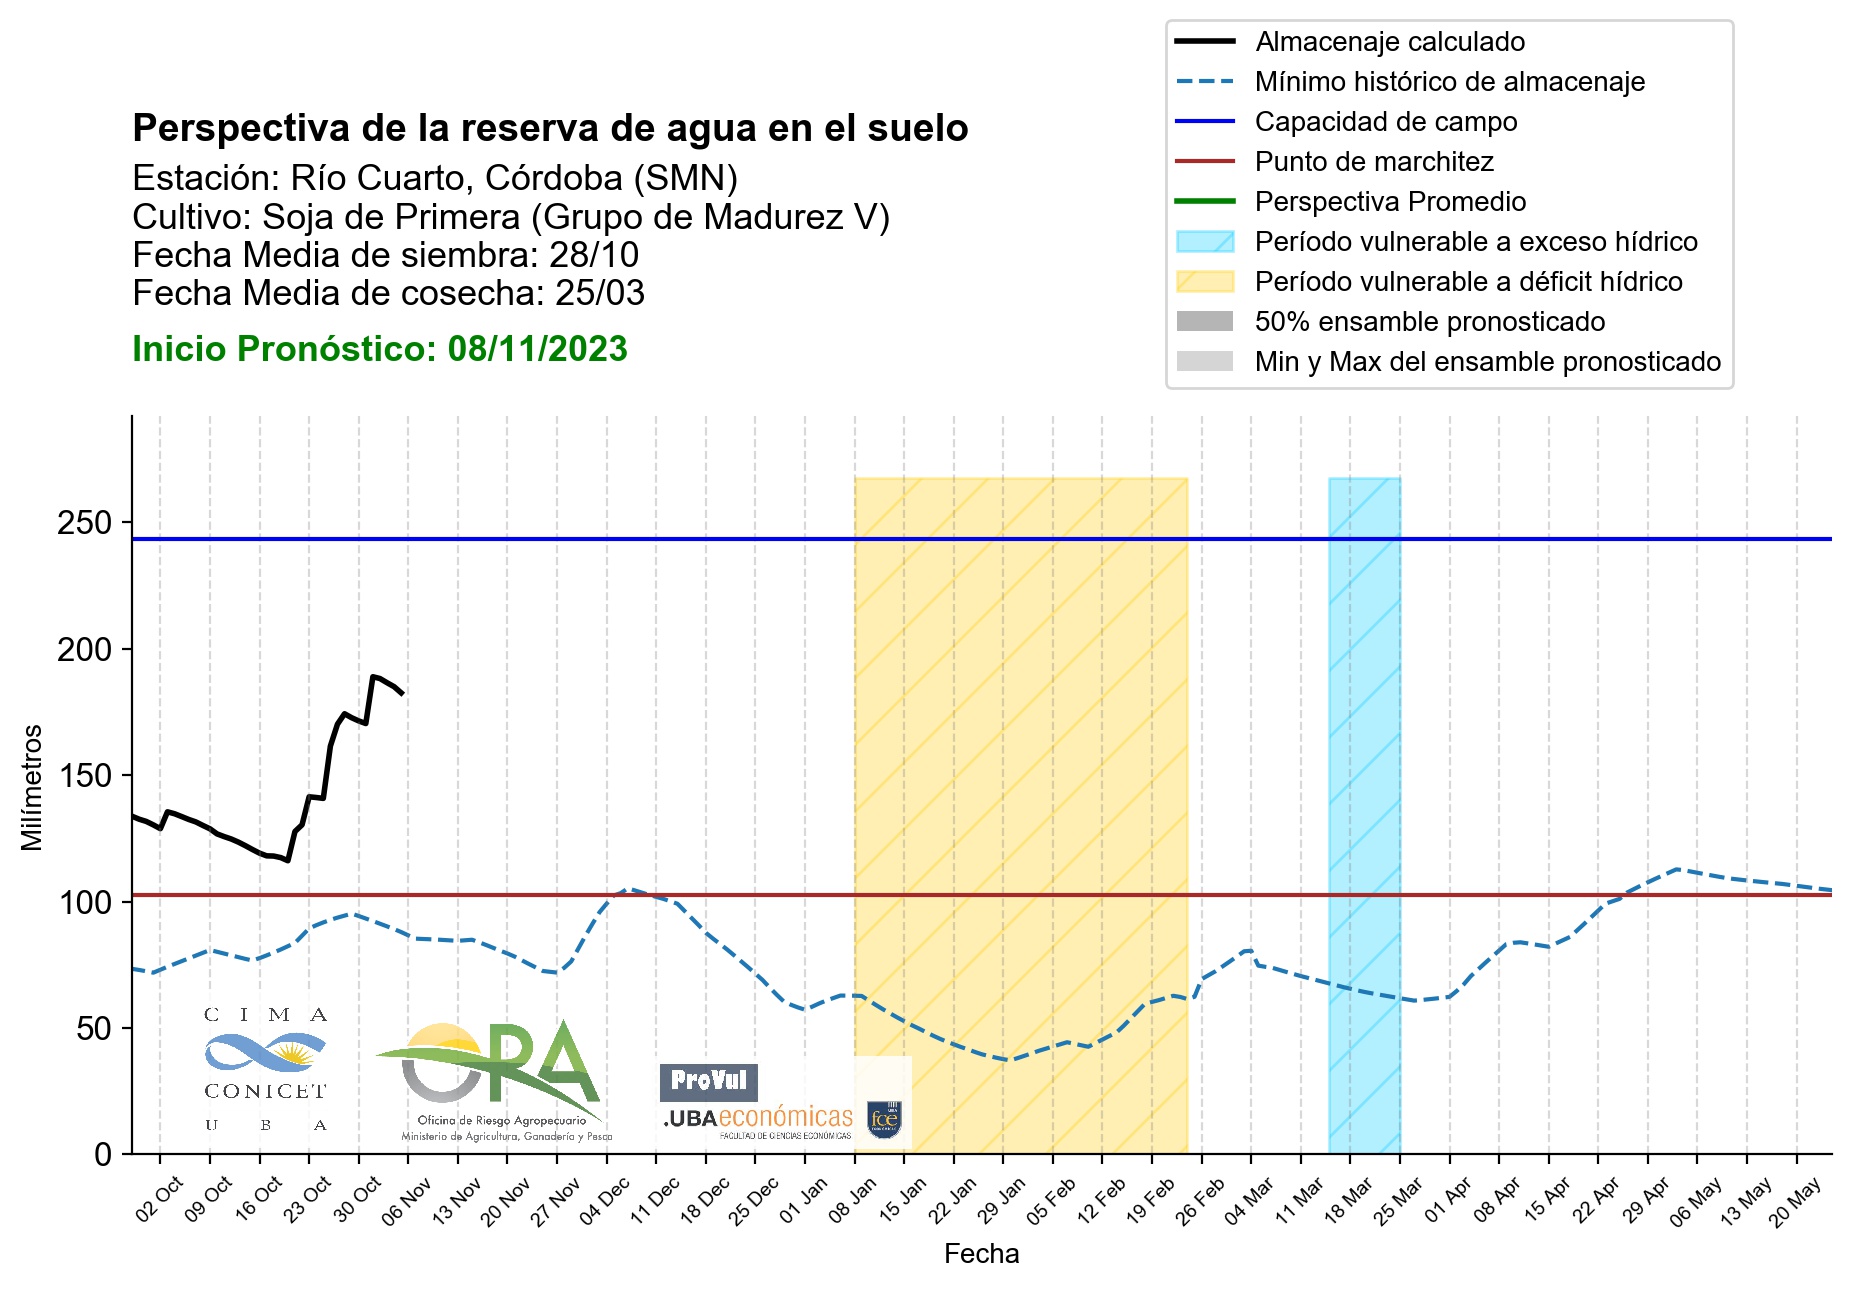 Almacenaje calculado
Mínimo histórico de almacenaje
Capacidad de campo
Punto de marchitez
Perspectiva Promedio
Período vulnerable a exceso hídrico
Período vulnerable a déficit hídrico
50% ensamble pronosticado
Min y Max del ensamble pronosticado
Perspectiva de la reserva de agua en el suelo
Estación: Río Cuarto, Córdoba (SMN)
Cultivo: Soja de Primera (Grupo de Madurez V)
Fecha Media de siembra: 28/10
Fecha Media de cosecha: 25/03
Inicio Pronóstico: 08/11/2023
Milímetros
250
200
150
100
50
0
CIMA
CONICET
UBA
ORA
Oficina de Riesgo Agropecuario
Ministerio de Agricultura, Ganadería y Pesca
ProVul
.UBAeconómicas
FACULTAD DE CIENCIAS ECONÓMICAS
fce
02 Oct 09 Oct 16 Oct 23 Oct 30 Oct 06 Nov 13 Nov 20 Nov 27 Nov 04 Dec 11 Dec 18 Dec 25 Dec 01 Jan 08 Jan 15 Jan 22 Jan 29 Jan 05 Feb 12 Feb 19 Feb 26 Feb 04 Mar 11 Mar 18 Mar 25 Mar 01 Apr 08 Apr 15 Apr 22 Apr 29 Apr 06 May 13 May 20 May
Fecha